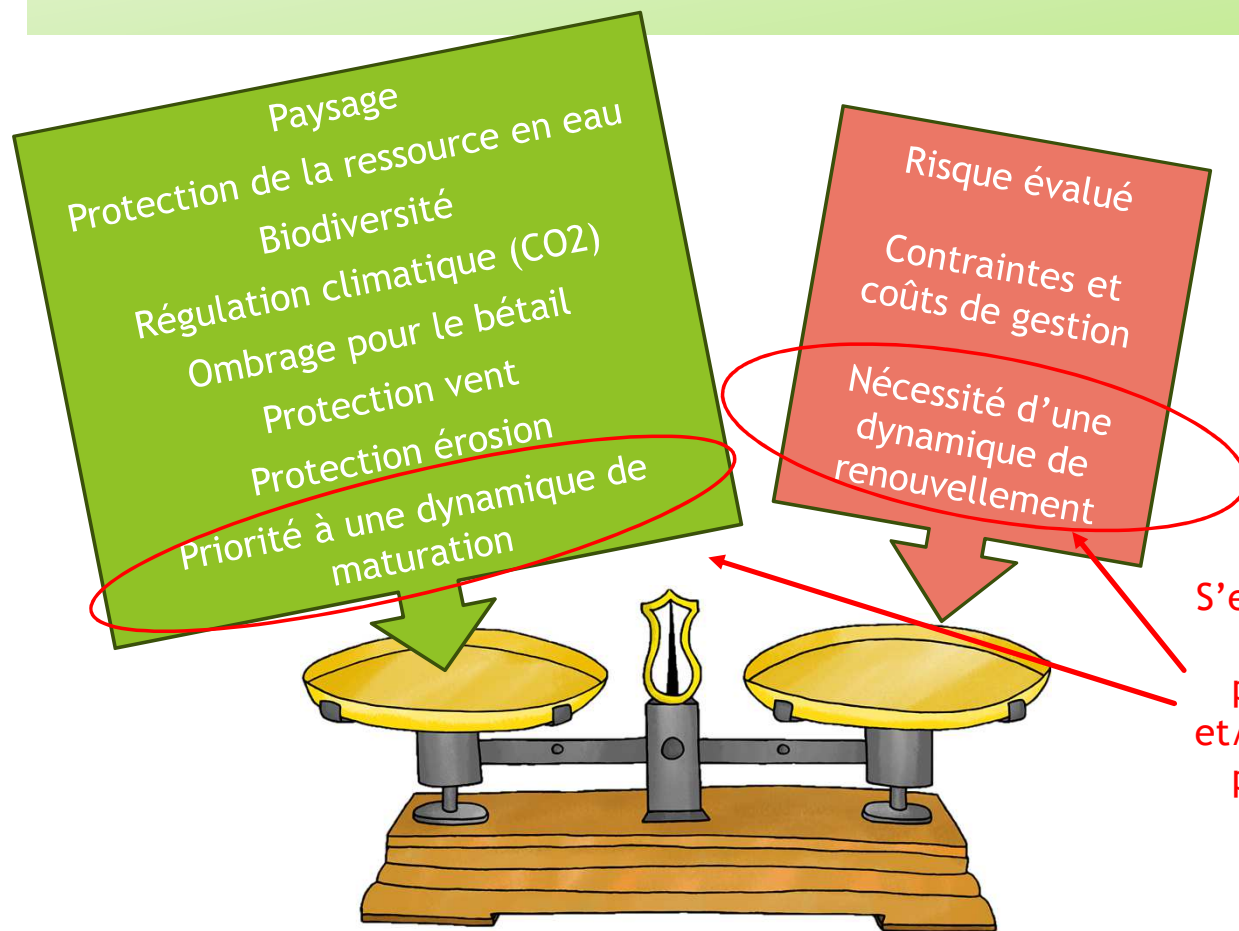 Paysage
Protection de la ressource en eau
Biodiversité
Régulation climatique (CO2)
Ombrage pour le bétail
Protection vent
Protection érosion
Priorité à une dynamique de
maturation
Risque évalué
Contraintes et
coûts de gestion
Nécessité d’une
dynamique de
renouvellement